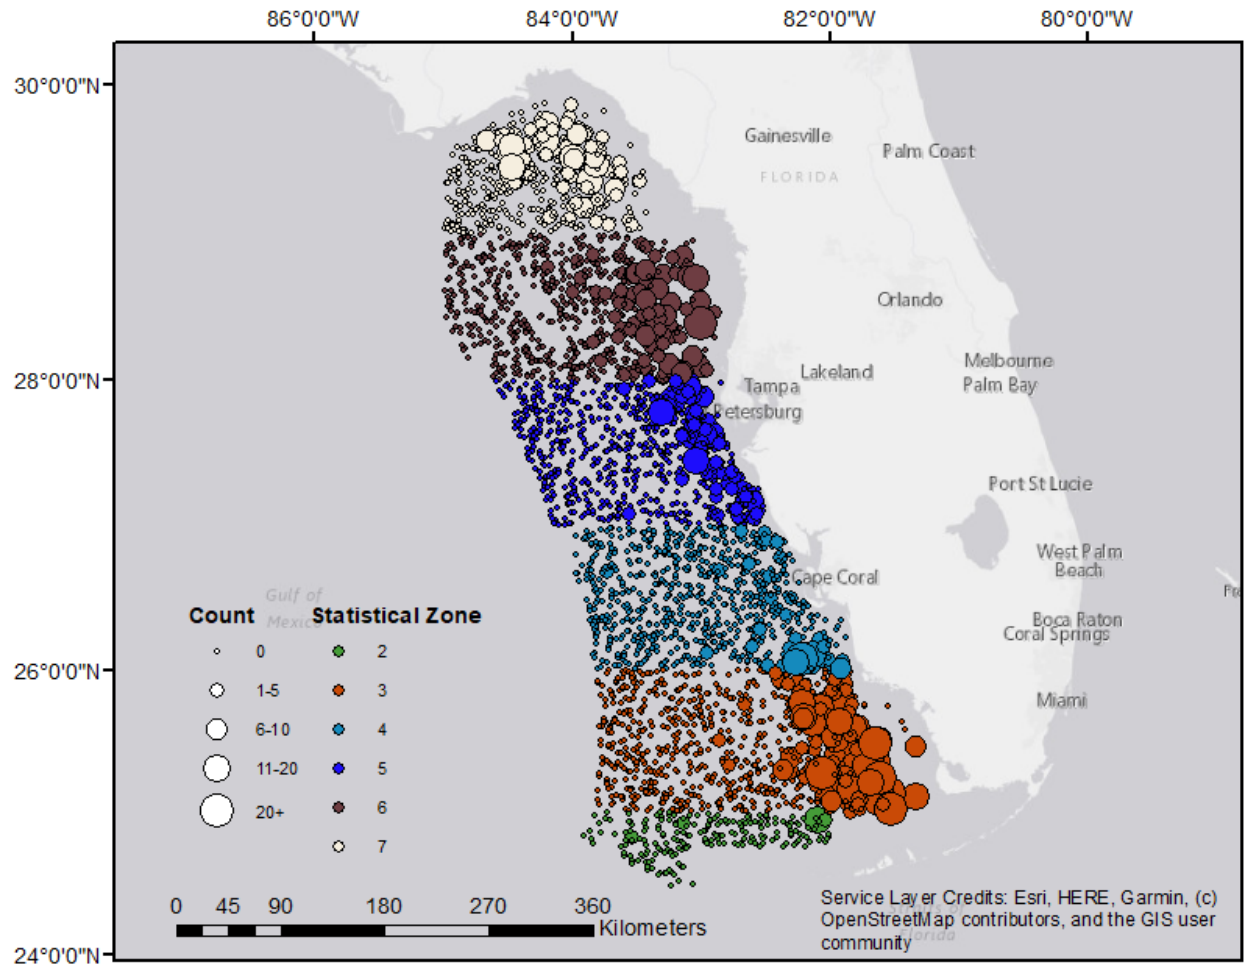 86°0'0"W 84°0'0"W 82°0'0"W 80°0'0"W
30°0'0"N
Gainesville
Palm Coast
FLORIDA
Orlando
28°0'0"N
Melbourne
Lakeland
Tampa
Palm Bay
Petersburg
Port St Lucie
West Palm
Beach
Cape Coral
Gulf of
Mexico
Boca Raton
Coral Springs
26°0'0"N
Miami
Count Statistical Zone
0 2
1-5 3
6-10 4
11-20 5
20+ 6
7
0 45 90 180 270 360
Kilometers
Service Layer Credits: Esri, HERE, Garmin, (c)
OpenStreetMap contributors, and the GIS user
community
Straits of
Florida
24°0'0"N